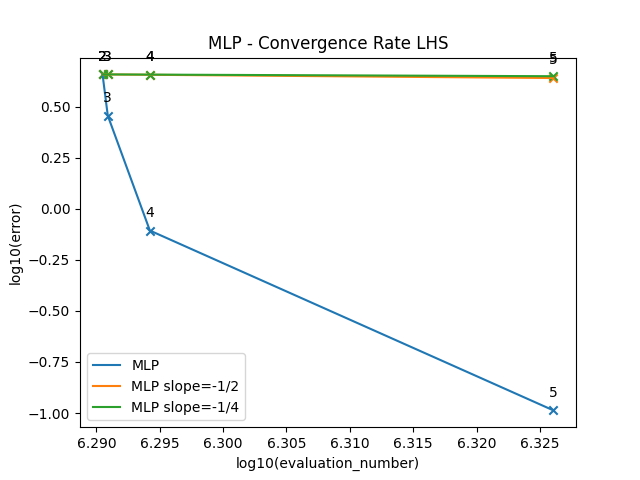 MLP - Convergence Rate LHS
2 3 4 5
3
5
4
5
log10(error)
0.50
0.25
0.00
−0.25
−0.50
−0.75
−1.00
MLP
MLP slope=-1/2
MLP slope=-1/4
6.290 6.295 6.300 6.305 6.310 6.315 6.320 6.325
log10(evaluation_number)